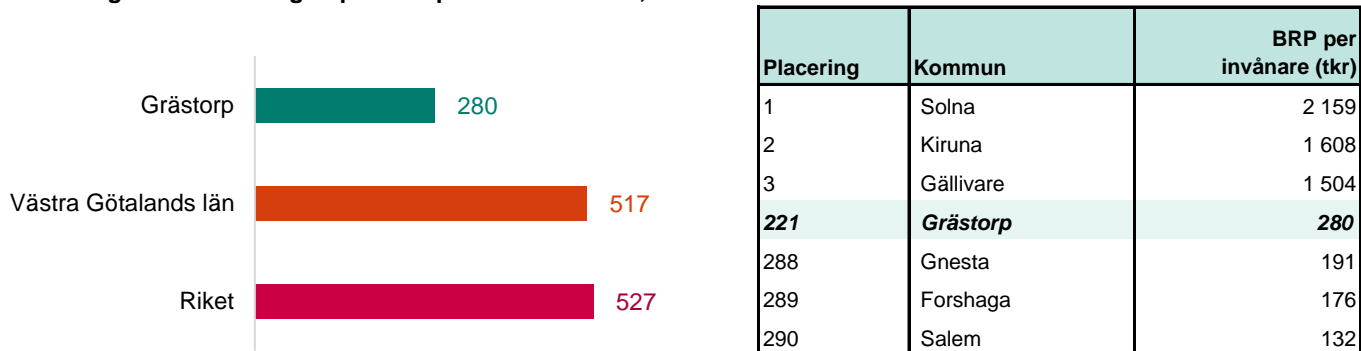 Grästorp 280
Västra Götalands län 517
Riket 527
Placering Kommun BRP per invånare (tkr)
1 Solna 2 159
2 Kiruna 1 608
3 Gällivare 1 504
221 Grästorp 280
288 Gnesta 191
289 Forshaga 176
290 Salem 132